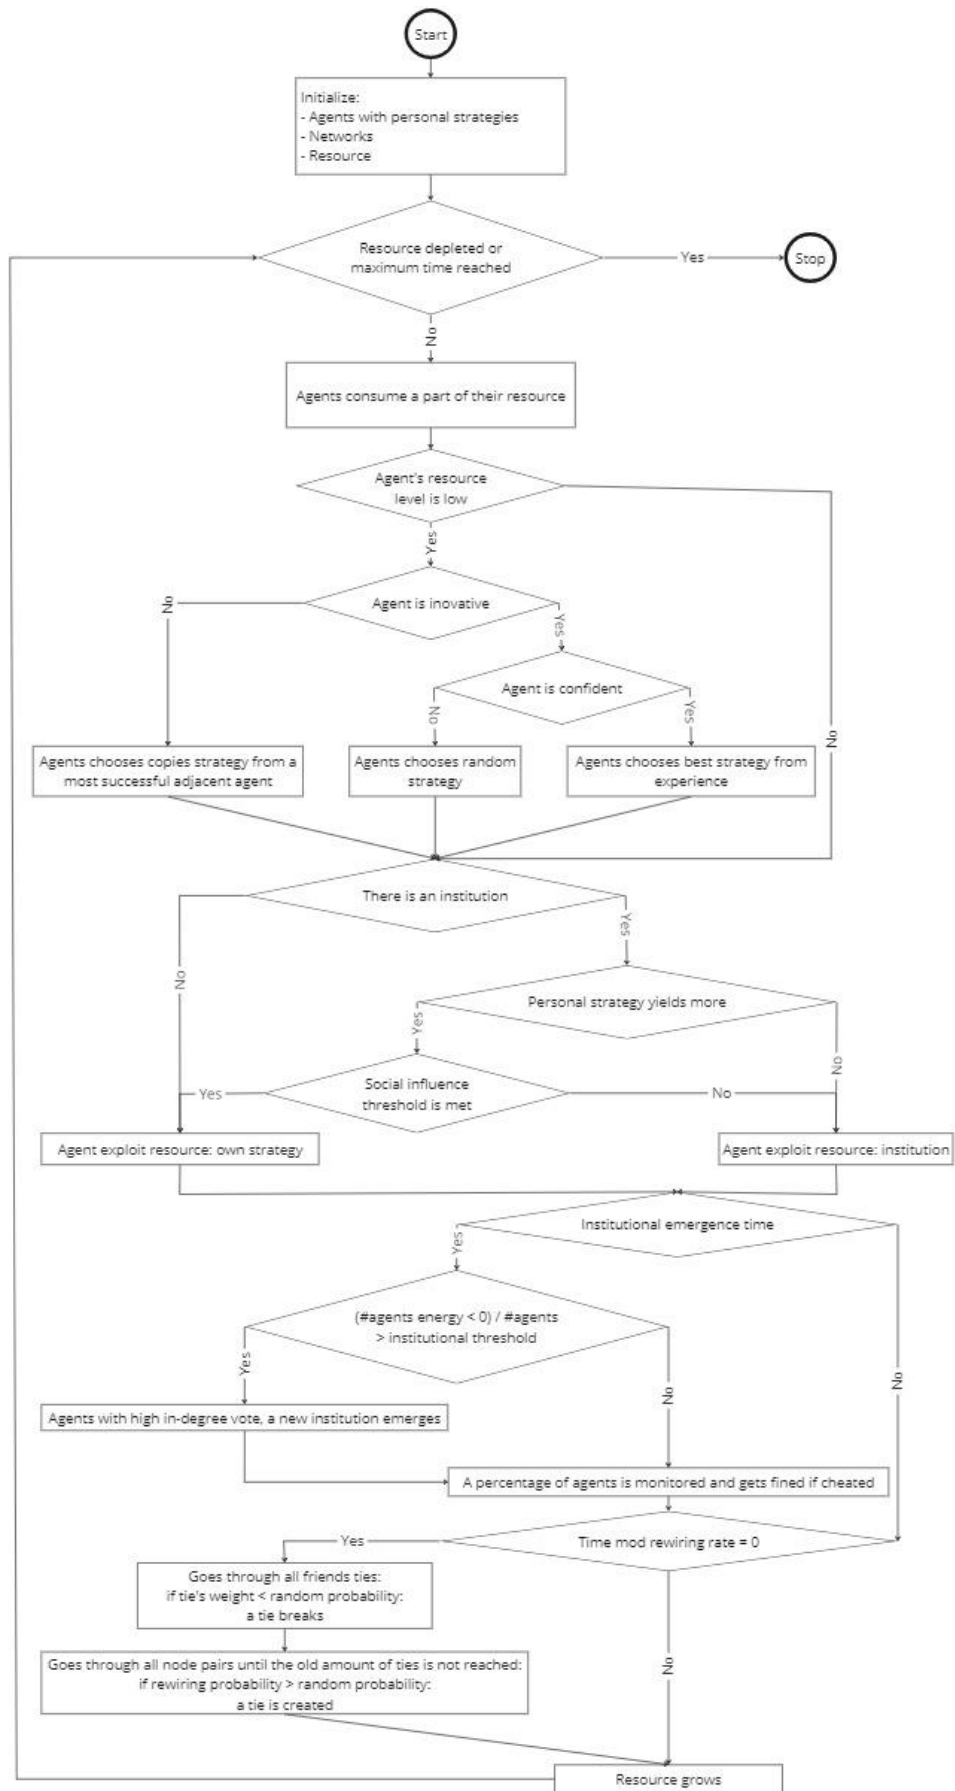 Start
Initialize:
- Agents with personal strategies
- Networks
- Resource
Resource depleted or
maximum time reached
Yes
Stop
No
Agents consume a part of their resource
Agent's resource
level is low
Yes
No
Agent is inovative
Yes
Agent is confident
No
Yes
No
Agents chooses copies strategy from a
most successful adjacent agent
Agents chooses random
strategy
Agents chooses best strategy from
experience
There is an institution
Yes
No
Personal strategy yields more
Yes
No
Social influence
threshold is met
Yes
No
Agent exploit resource: own strategy
Agent exploit resource: institution
Institutional emergence time
Yes
(#agents energy < 0) / #agents
> institutional threshold
Yes
No
No
Agents with high in-degree vote, a new institution emerges
A percentage of agents is monitored and gets fined if cheated
Time mod rewiring rate = 0
Yes
Goes through all friends ties:
if tie's weight < random probability:
a tie breaks
Goes through all node pairs until the old amount of ties is not reached:
if rewiring probability > random probability:
a tie is created
No
Resource grows